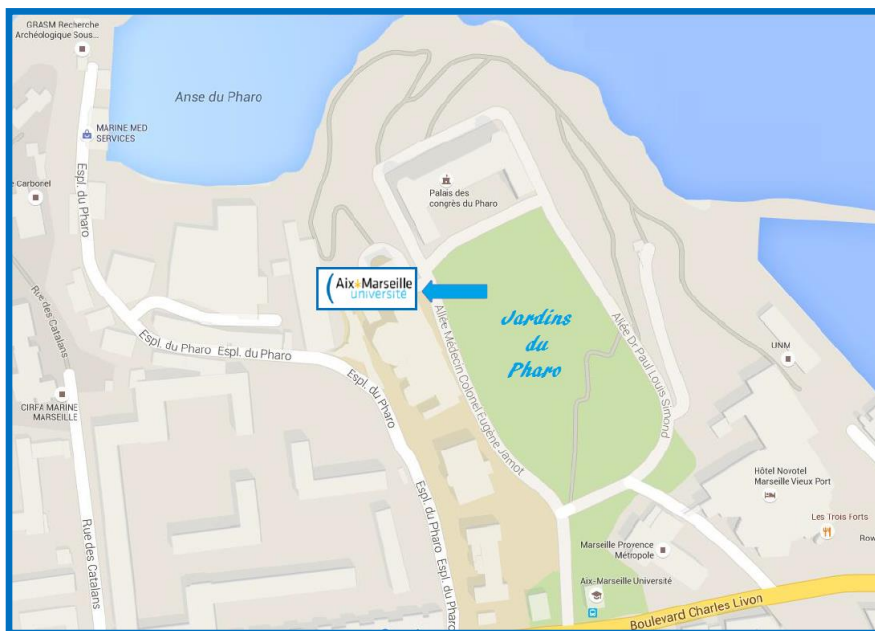 GRASM Recherche
Archéologique Sous...
Anse du Pharo
MARINE MED
SERVICES
Espl. du Pharo
Carbonel
Palais des
congrès du Pharo
Rue des Catalans
Aix Marseille
université
Jardins
du
Pharo
Allée Médecin Colonel Eugène Jamot
Allée Dr Paul Louis Simond
UNM
Espl. du Pharo Espl. du Pharo
Espl. du Pharo
CIRFA MARINE
MARSEILLE
Rue des Catalans
Espl. du Pharo Espl. du Pharo
Hôtel Novotel
Marseille Vieux Port
Les Trois Forts
Row
Marseille Provence
Métropole
Aix-Marseille Université
Boulevard Charles Livon